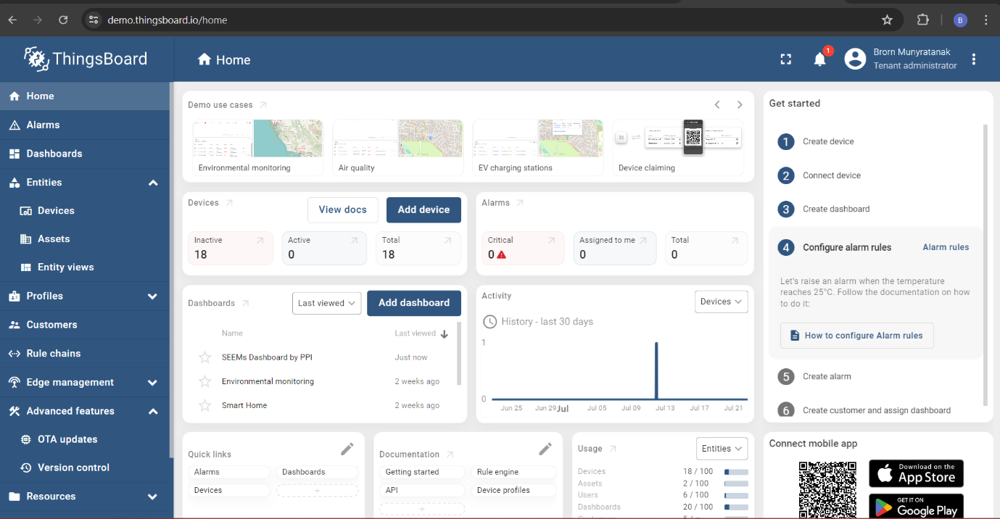 demo.thingsboard.io/home
B
ThingsBoard
Home
1
Brorn Munyratanak
Tenant administrator
Home
Alarms
Dashboards
Entities
Devices
Assets
Entity views
Profiles
Customers
Rule chains
Edge management
Advanced features
OTA updates
Version control
Resources
Demo use cases
Environmental monitoring
Air quality
EV charging stations
Device claiming
Devices
View docs
Add device
Inactive
18
Active
0
Total
18
Alarms
Critical
0
Assigned to me
0
Total
0
Dashboards
Last viewed
Add dashboard
Name
Last viewed
SEEMs Dashboard by PPI
Just now
Environmental monitoring
2 weeks ago
Smart Home
2 weeks ago
Activity
Devices
History - last 30 days
1
0
Jun 25 Jun 29 Jul Jul 05 Jul 09 Jul 13 Jul 17 Jul 21
Quick links
Alarms
Dashboards
Devices
+
Documentation
Getting started
Rule engine
API
Device profiles
+
Usage
Entities
Devices 18 / 100
Assets 2 / 100
Users 6 / 100
Dashboards 20 / 100
Get started
1 Create device
2 Connect device
3 Create dashboard
4 Configure alarm rules
Alarm rules
Let's raise an alarm when the temperature
reaches 25°C. Follow the documentation on how
to do it:
How to configure Alarm rules
5 Create alarm
6 Create customer and assign dashboard
Connect mobile app
Download on the
App Store
GET IT ON
Google Play